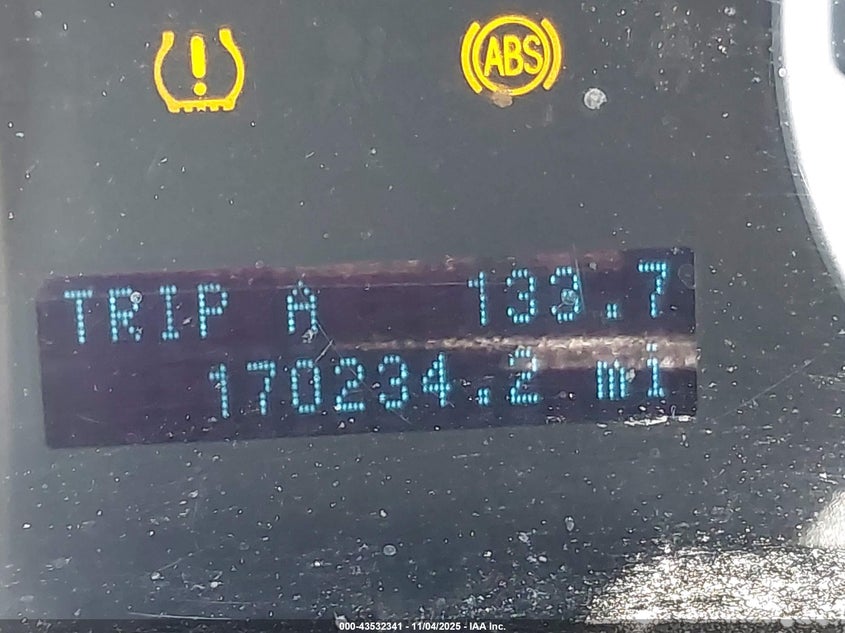 ABS
TRIP A 133.7
170234.2 mi
000-43532341 - 11/04/2025 - IAA Inc.